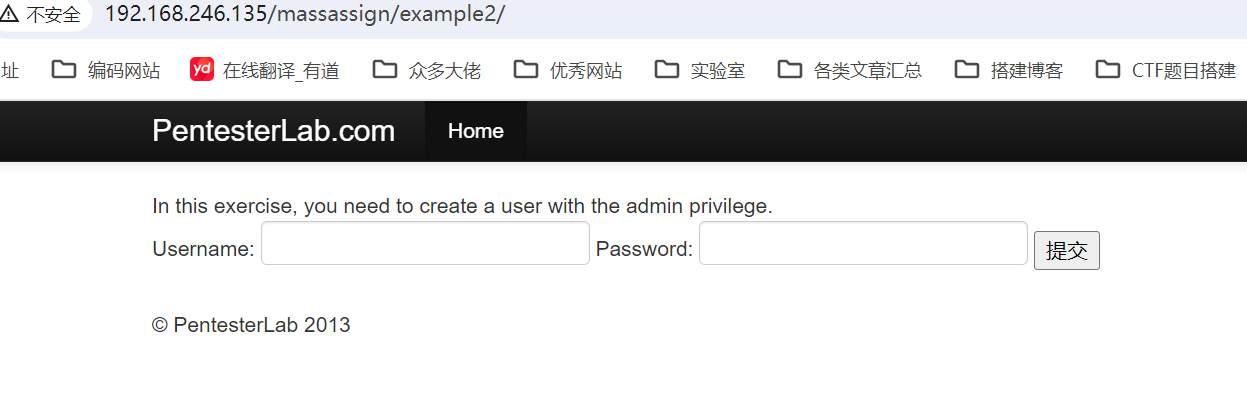 不安全 192.168.246.135/massassign/example2/
址 编码网站 yd 在线翻译_有道 众多大佬 优秀网站 实验室 各类文章汇总 搭建博客 CTF题目搭建
PentesterLab.com Home
In this exercise, you need to create a user with the admin privilege.
Username: Password: 提交
© PentesterLab 2013